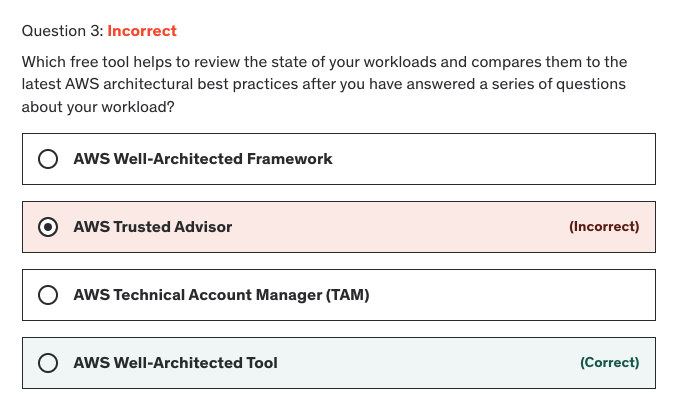 Question 3: Incorrect
Which free tool helps to review the state of your workloads and compares them to the
latest AWS architectural best practices after you have answered a series of questions
about your workload?
AWS Well-Architected Framework
AWS Trusted Advisor (Incorrect)
AWS Technical Account Manager (TAM)
AWS Well-Architected Tool (Correct)